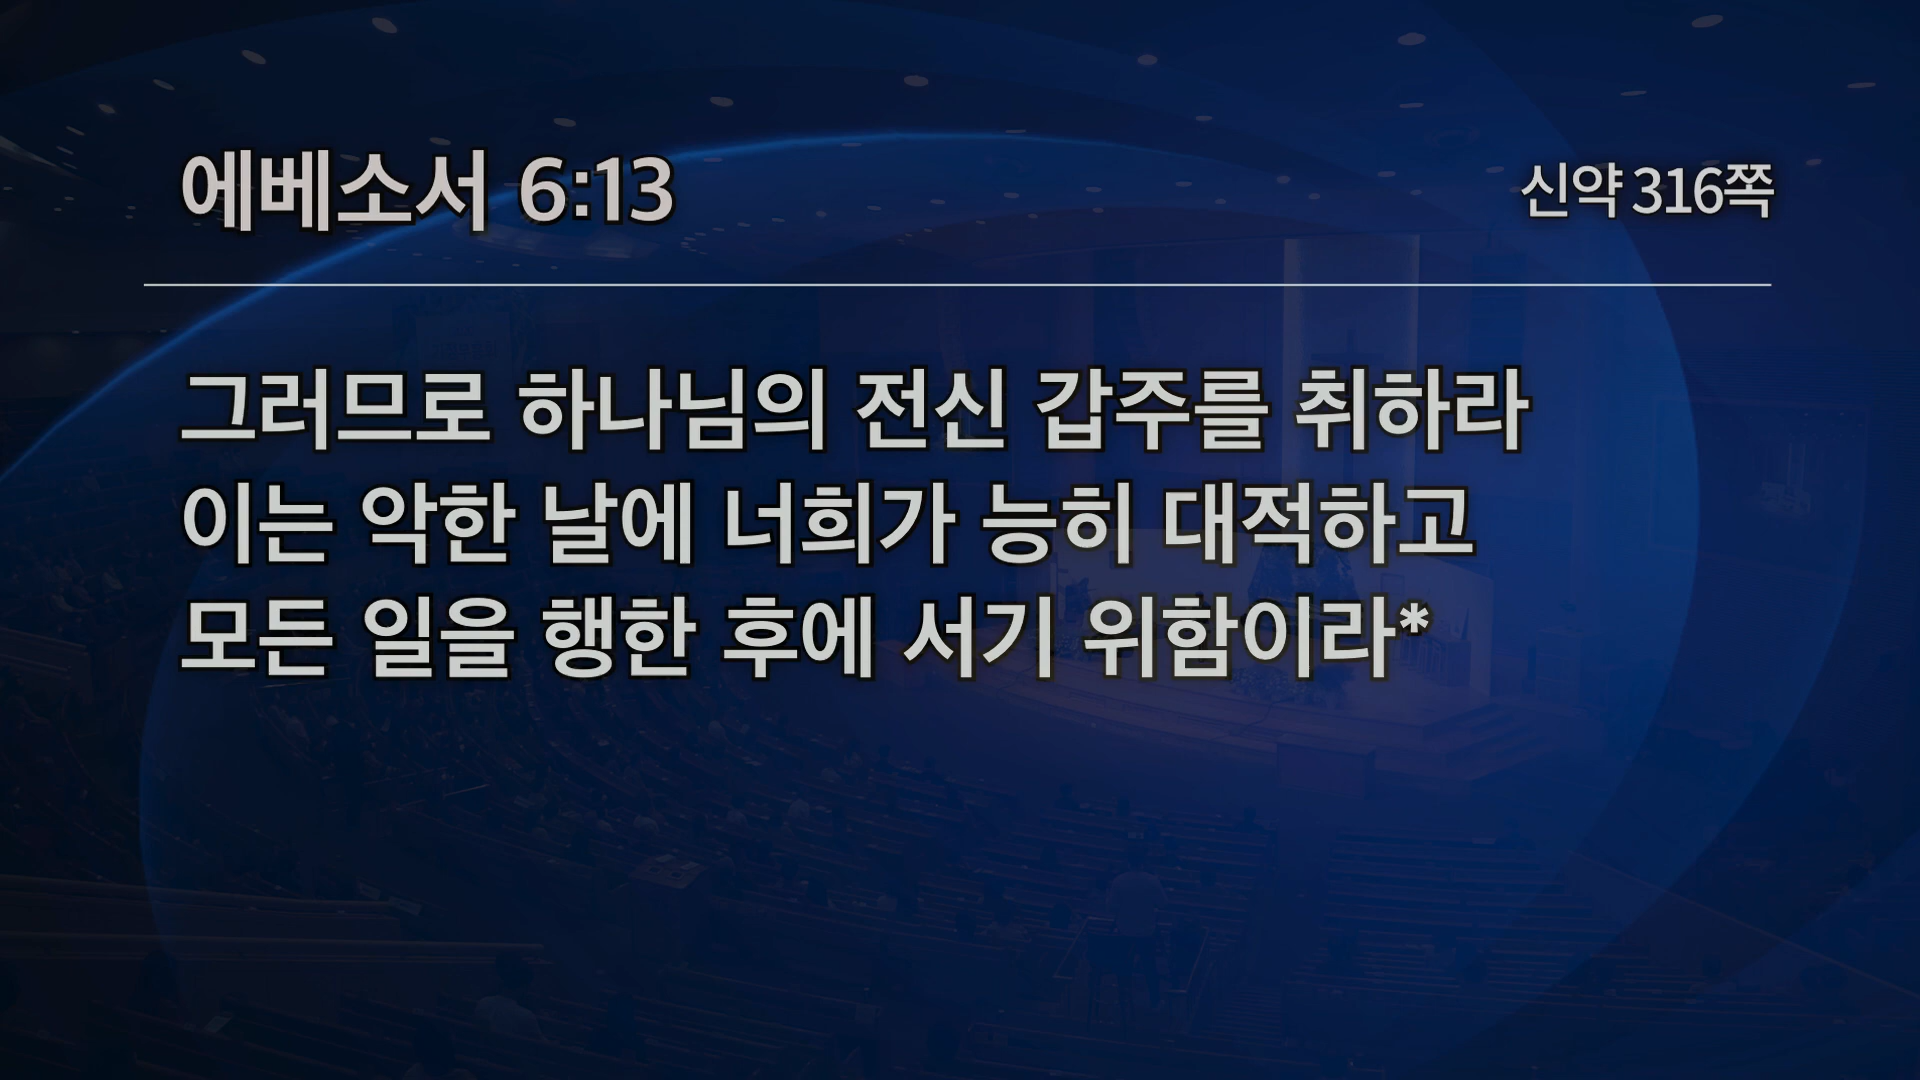 에베소서 6:13
신약 316쪽
그러므로 하나님의 전신 갑주를 취하라
이는 악한 날에 너희가 능히 대적하고
모든 일을 행한 후에 서기 위함이라*